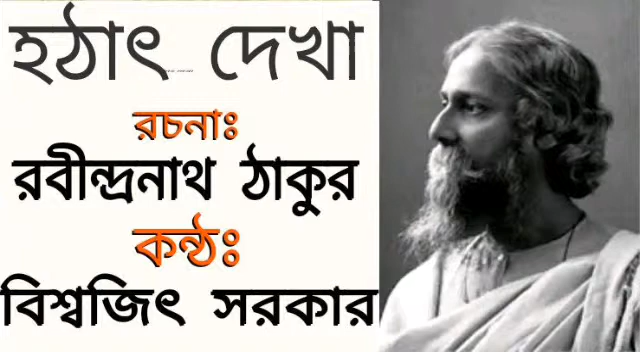 হঠাৎ দেখা
রচনাঃ
রবীন্দ্রনাথ ঠাকুর
কন্ঠঃ
বিশ্বজিৎ সরকার